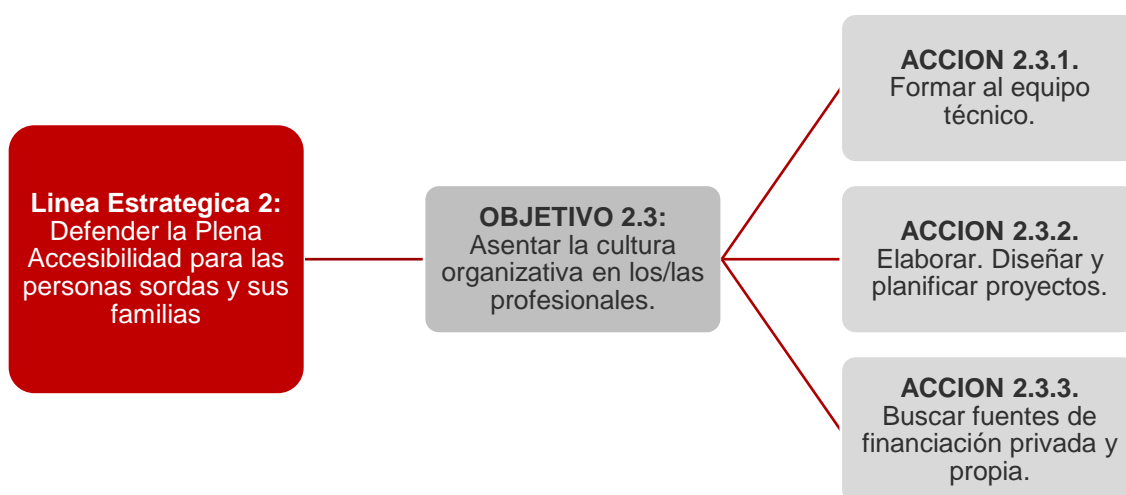 Linea Estrategica 2:
Defender la Plena
Accesibilidad para las
personas sordas y sus
familias
OBJETIVO 2.3:
Asentar la cultura
organizativa en los/las
profesionales.
ACCION 2.3.1.
Formar al equipo
técnico.
ACCION 2.3.2.
Elaborar. Diseñar y
planificar proyectos.
ACCION 2.3.3.
Buscar fuentes de
financiación privada y
propia.